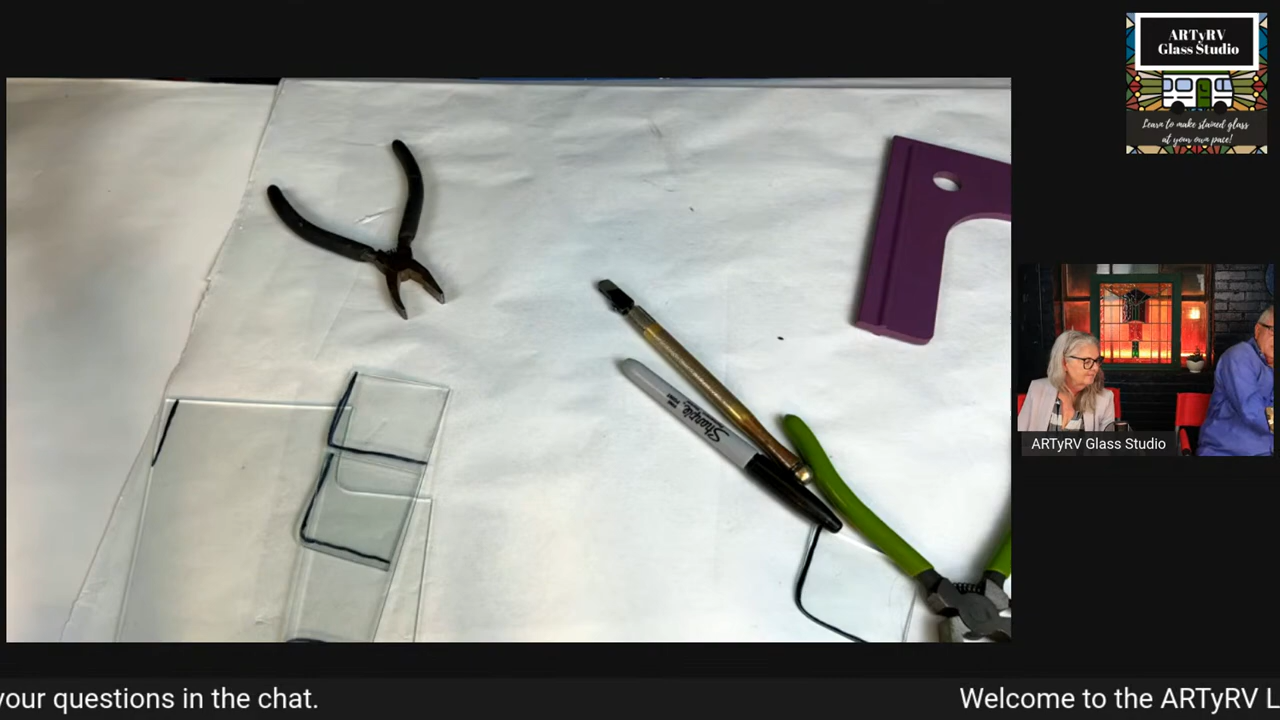 ARTyRV
Glass Studio
Learn to make stained glass
at your own pace!
Sharpie
ARTyRV Glass Studio
your questions in the chat.
Welcome to the ARTyRV L